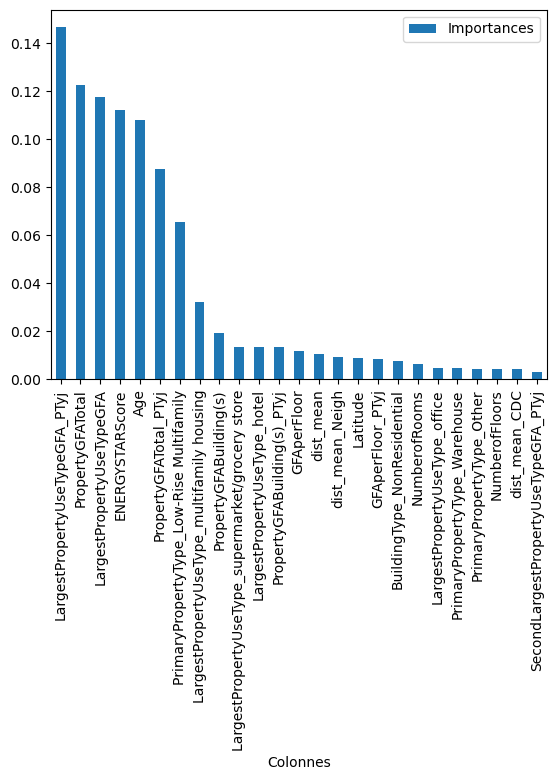 Importances
0.14
0.12
0.10
0.08
0.06
0.04
0.02
0.00
LargestPropertyUseTypeGFA_PTyj
PropertyGFATotal
LargestPropertyUseTypeGFA
ENERGYSTARScore
Age
PropertyGFATotal_PTyj
PrimaryPropertyType_Low-Rise Multifamily
LargestPropertyUseType_multifamily housing
PropertyGFABuilding(s)
LargestPropertyUseType_supermarket/grocery store
LargestPropertyUseType_hotel
PropertyGFABuilding(s)_PTyj
GFAperFloor
dist_mean
dist_mean_Neigh
Latitude
GFAperFloor_PTyj
BuildingType_NonResidential
NumberofRooms
LargestPropertyUseType_office
PrimaryPropertyType_Warehouse
PrimaryPropertyType_Other
NumberofFloors
dist_mean_CDC
SecondLargestPropertyUseTypeGFA_PTyj
Colonnes